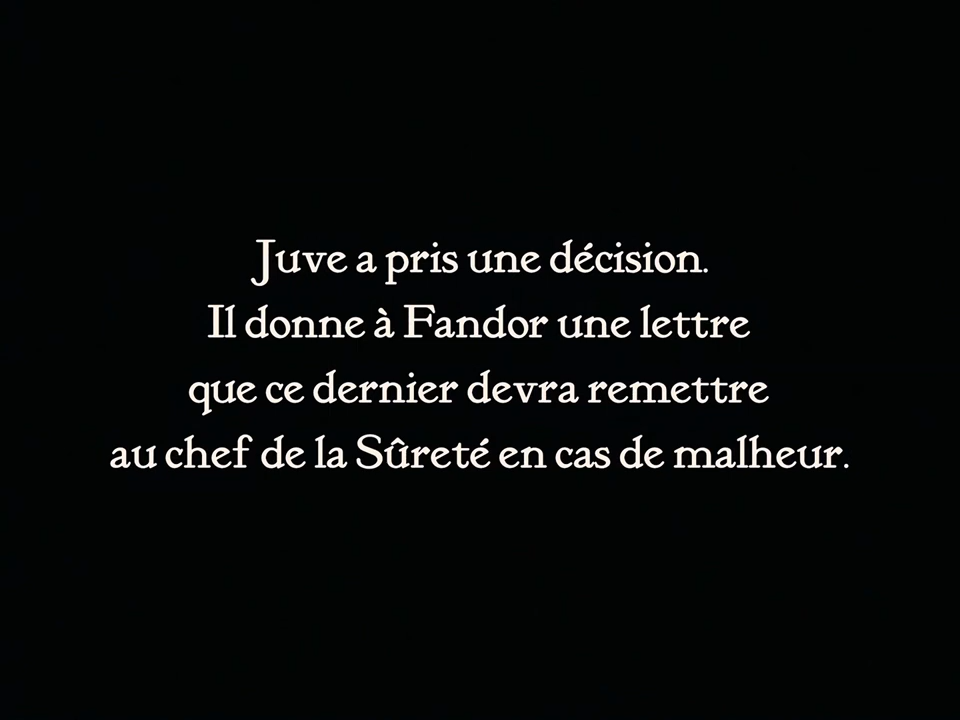 Juve a pris une décision.
Il donne à Fandor une lettre
que ce dernier devra remettre
au chef de la Sûreté en cas de malheur.